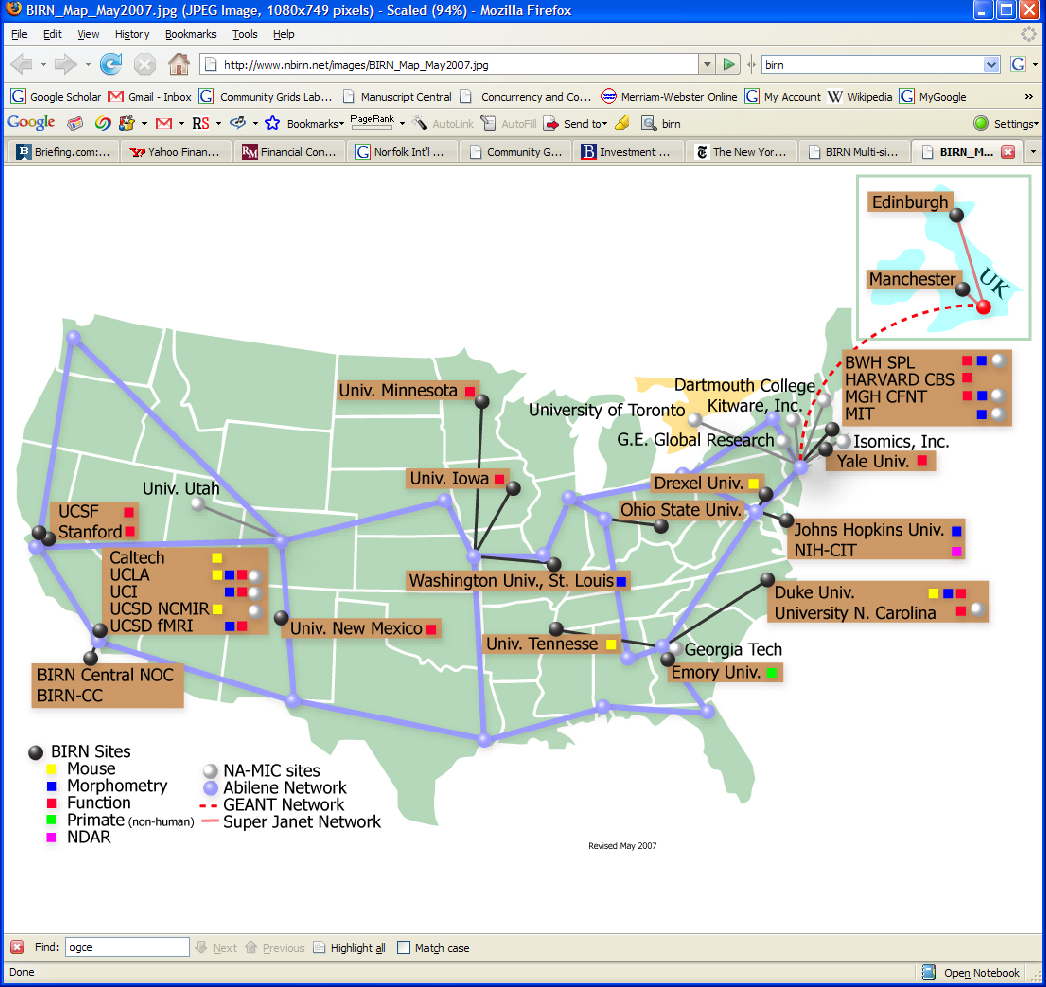 BIRN_Map_May2007.jpg (JPEG Image, 1080x749 pixels) - Scaled (94%) - Mozilla Firefox
File Edit View History Bookmarks Tools Help
http://www.nbirn.net/images/BIRN_Map_May2007.jpg birn
Google Scholar Gmail - Inbox Community Grids Lab... Manuscript Central Concurrency and Co... Merriam-Webster Online My Account Wikipedia MyGoogle »
Google RS Bookmarks PageRank AutoLink AutoFill Send to birn Settings
Briefing.com:... Yahoo Finan... Financial Con... Norfolk Int'l ... Community G... Investment ... The New Yor... BIRN Multi-si... BIRN_M...
Edinburgh
Manchester
UK
BWH SPL
HARVARD CBS
MGH CFNT
MIT
Dartmouth College
Kitware, Inc.
University of Toronto
G.E. Global Research
Isomics, Inc.
Yale Univ.
Univ. Minnesota
Univ. Iowa
Drexel Univ.
Ohio State Univ.
Univ. Utah
UCSF
Stanford
Johns Hopkins Univ.
NIH-CIT
Caltech
UCLA
UCI
UCSD NCMIR
UCSD fMRI
Washington Univ., St. Louis
Duke Univ.
University N. Carolina
Univ. New Mexico
Univ. Tennesse
Georgia Tech
Emory Univ.
BIRN Central NOC
BIRN-CC
BIRN Sites
Mouse
Morphometry
Function
Primate (ncn-human)
NDAR
NA-MIC sites
Abilene Network
GEANT Network
Super Janet Network
Revised May 2007
Find: ogce Next Previous Highlight all Match case
Done Open Notebook